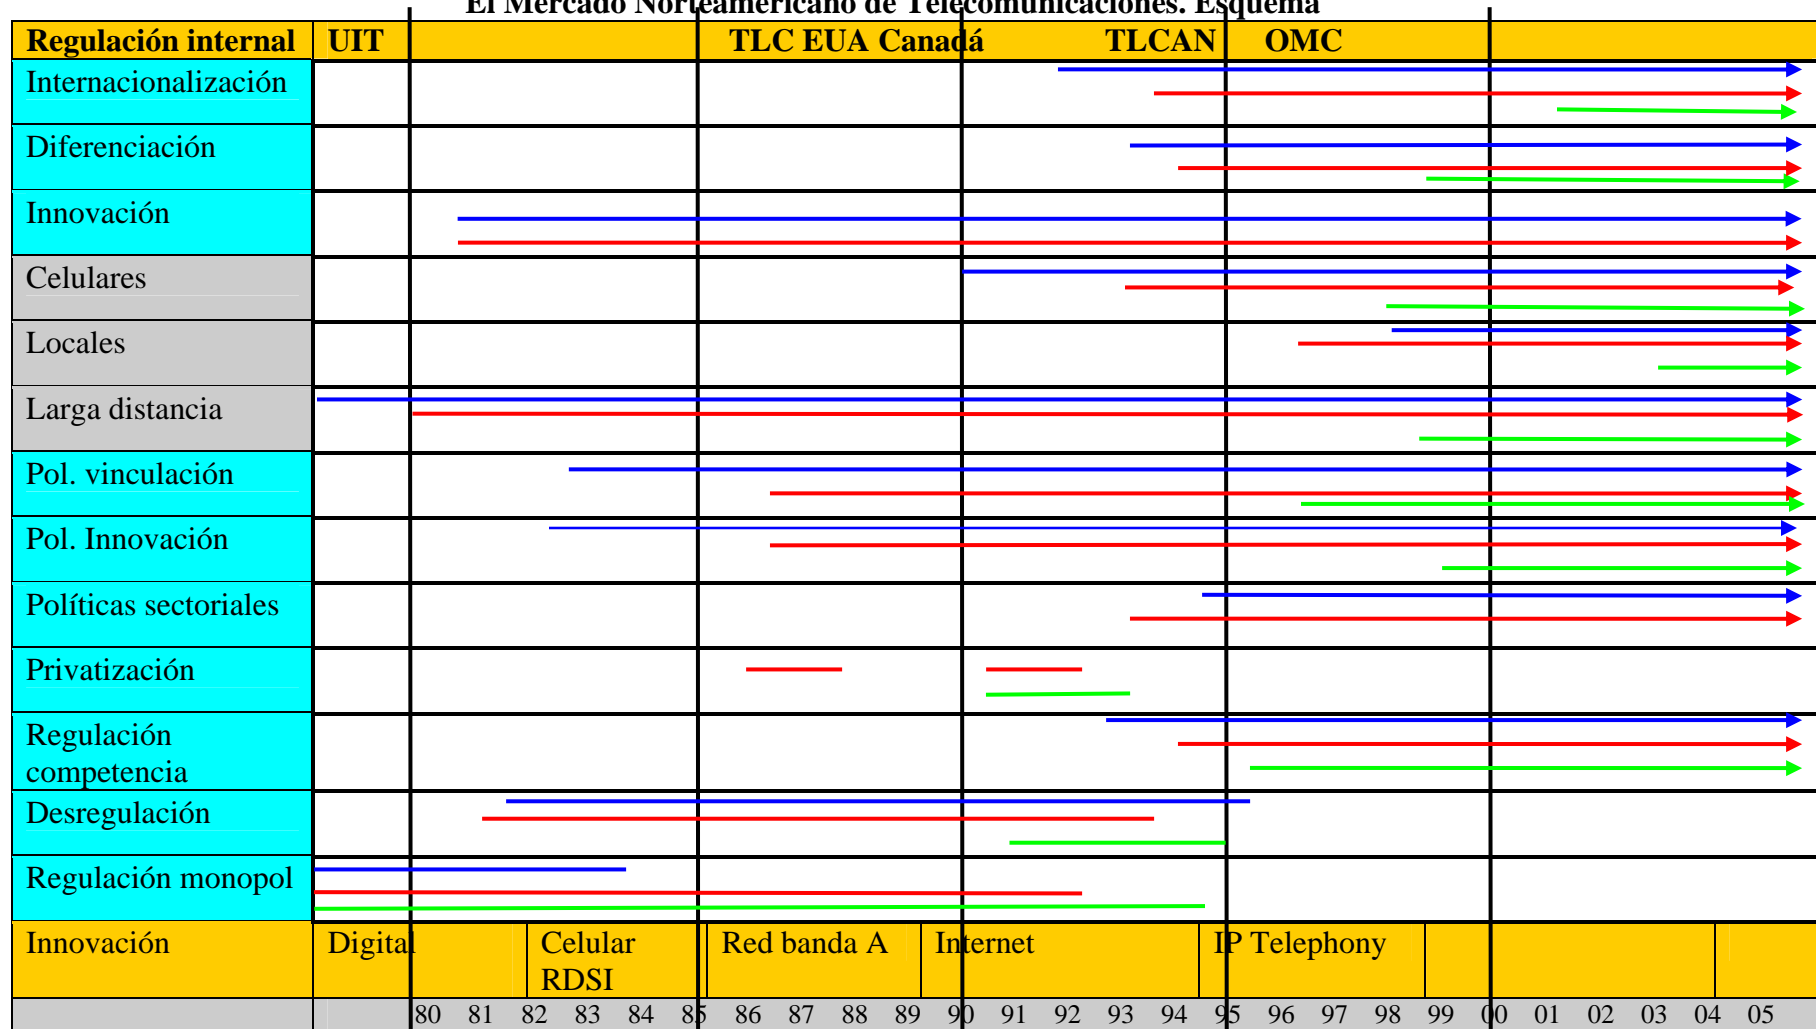 El Mercado Norteamericano de Telecomunicaciones. Esquema
Regulación internal UIT TLC EUA Canadá TLCAN OMC
Internacionalización
Diferenciación
Innovación
Celulares
Locales
Larga distancia
Pol. vinculación
Pol. Innovación
Políticas sectoriales
Privatización
Regulación
competencia
Desregulación
Regulación monopol
Innovación Digital Celular Red banda A Internet IP Telephony
RDSI
80 81 82 83 84 85 86 87 88 89 90 91 92 93 94 95 96 97 98 99 00 01 02 03 04 05